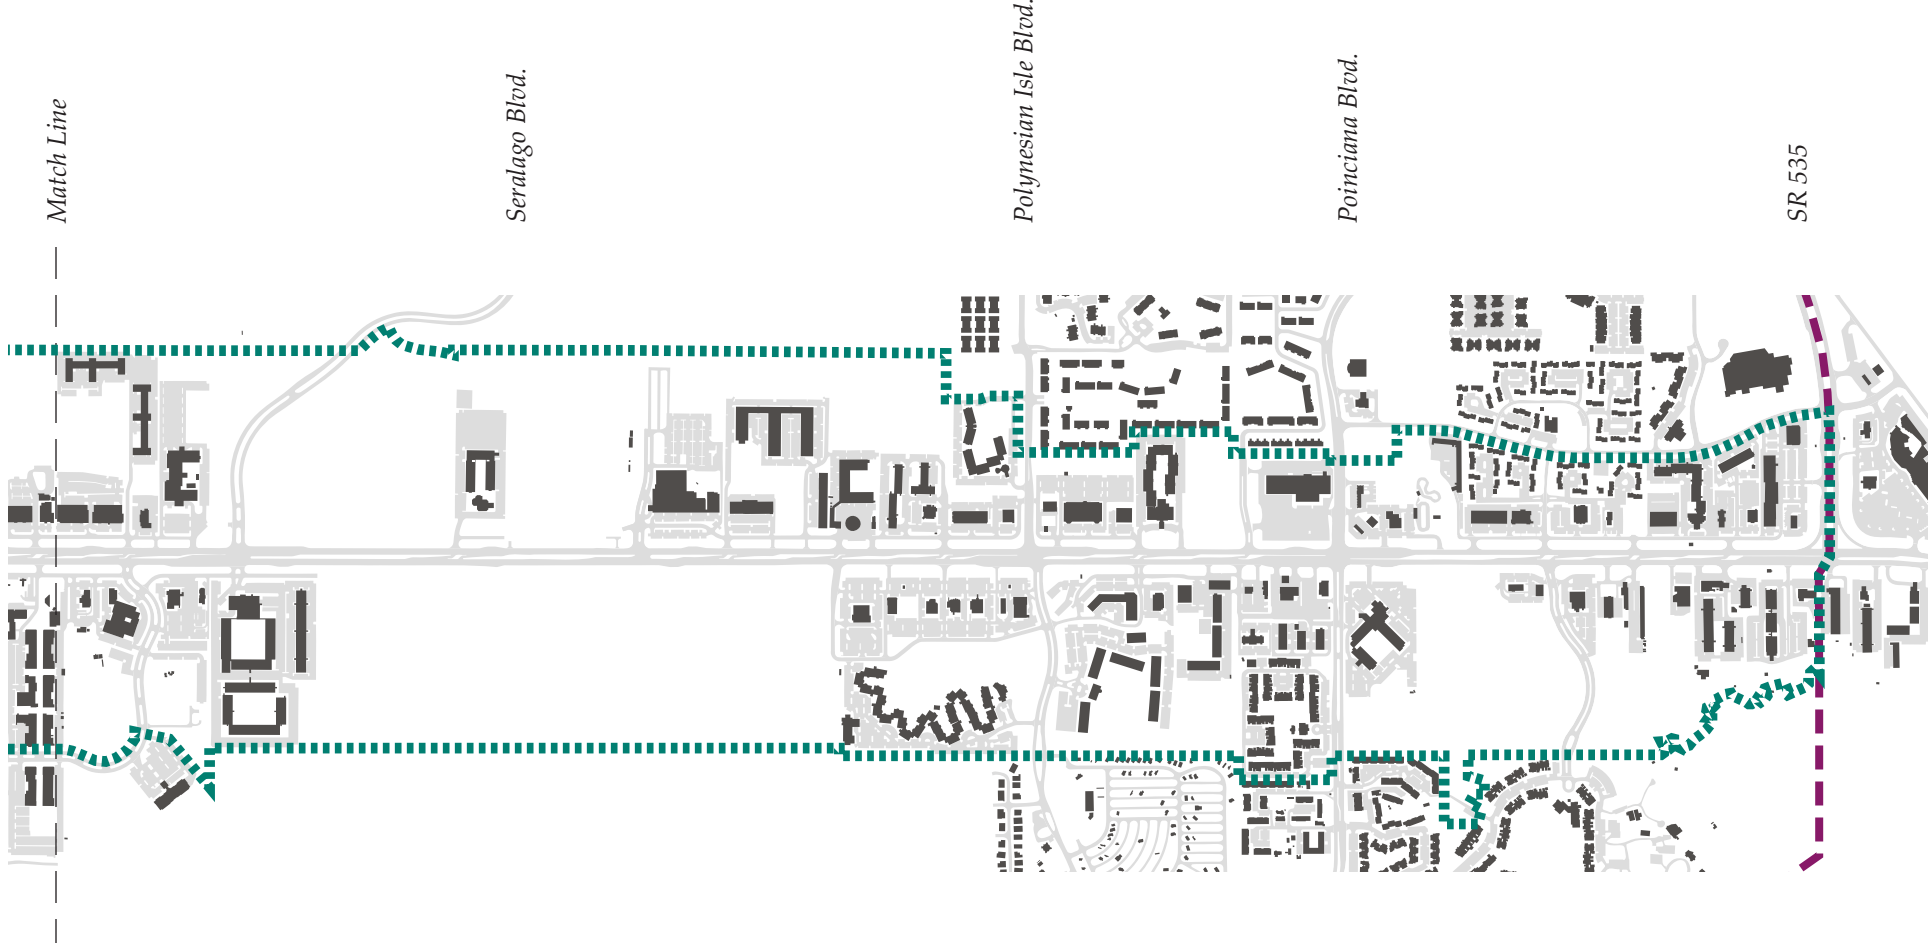 Match Line
Seralago Blvd.
Polynesian Isle Blvd.
Poinciana Blvd.
SR 535